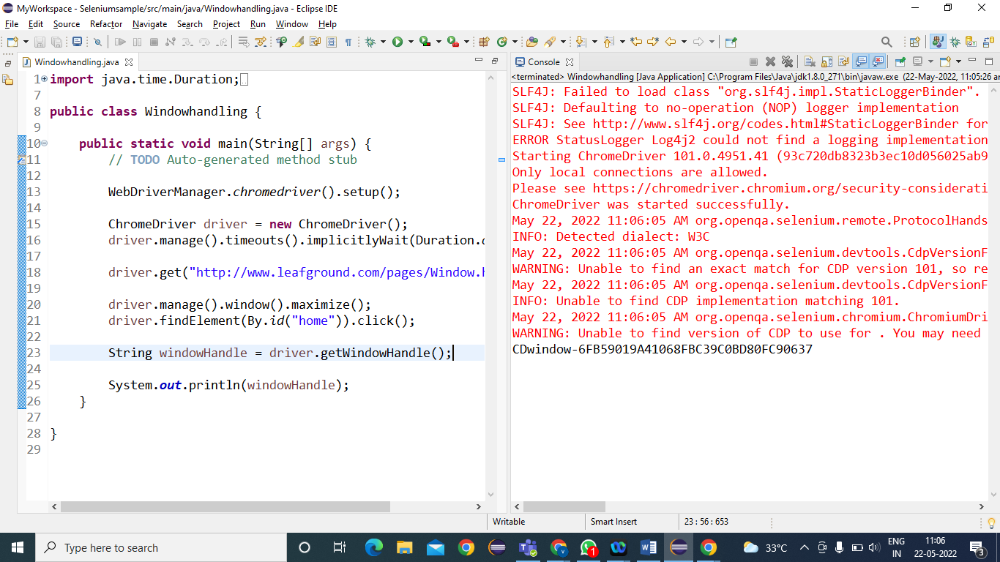 MyWorkspace - Seleniumsample/src/main/java/Windowhandling.java - Eclipse IDE
File Edit Source Refactor Navigate Search Project Run Window Help
Windowhandling.java
1 import java.time.Duration;
7
8 public class Windowhandling {
9
10 public static void main(String[] args) {
11 // TODO Auto-generated method stub
12
13 WebDriverManager.chromedriver().setup();
14
15 ChromeDriver driver = new ChromeDriver();
16 driver.manage().timeouts().implicitlyWait(Duration.
17
18 driver.get("http://www.leafground.com/pages/Window.
19
20 driver.manage().window().maximize();
21 driver.findElement(By.id("home")).click();
22
23 String windowHandle = driver.getWindowHandle();
24
25 System.out.println(windowHandle);
26 }
27
28 }
29
Console
<terminated> Windowhandling [Java Application] C:\Program Files\Java\jdk1.8.0_271\bin\javaw.exe (22-May-2022, 11:05:26 am
SLF4J: Failed to load class "org.slf4j.impl.StaticLoggerBinder".
SLF4J: Defaulting to no-operation (NOP) logger implementation
SLF4J: See http://www.slf4j.org/codes.html#StaticLoggerBinder for
ERROR StatusLogger Log4j2 could not find a logging implementation
Starting ChromeDriver 101.0.4951.41 (93c720db8323b3ec10d056025ab9
Only local connections are allowed.
Please see https://chromedriver.chromium.org/security-considerati
ChromeDriver was started successfully.
May 22, 2022 11:06:05 AM org.openqa.selenium.remote.ProtocolHands
INFO: Detected dialect: W3C
May 22, 2022 11:06:05 AM org.openqa.selenium.devtools.CdpVersionF
WARNING: Unable to find an exact match for CDP version 101, so re
May 22, 2022 11:06:05 AM org.openqa.selenium.devtools.CdpVersionF
INFO: Unable to find CDP implementation matching 101.
May 22, 2022 11:06:05 AM org.openqa.selenium.chromium.ChromiumDri
WARNING: Unable to find version of CDP to use for . You may need
CDwindow-6FB59019A41068FBC39C0BD80FC90637
Writable Smart Insert 23 : 56 : 653
Type here to search
33°C
ENG
IN
11:06
22-05-2022
3
1